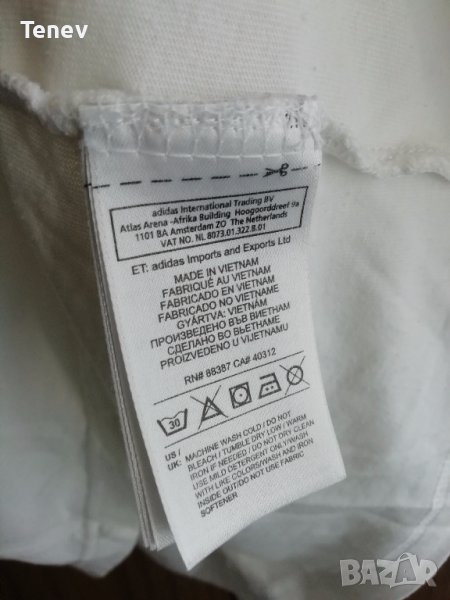 Tenev
adidas International Trading BV
Atlas Arena -Afrika Building Hoogoorddreef 9a
1101 BA Amsterdam ZO The Netherlands
VAT NO. NL 8073.01.322.B.01
ET: adidas Imports and Exports Ltd
MADE IN VIETNAM
FABRIQUÉ AU VIETNAM
FABRICADO EN VIETNAM
FABRICADO NO VIETNAME
GYÁRTVA: VIETNAM
ПРОИЗВЕДЕНО ВЪВ ВИЕТНАМ
СДЕЛАНО ВО ВЬЕТНАМЕ
PROIZVEDENO U VIJETNAMU
RN# 88387 CA# 40312
30
US / UK: MACHINE WASH COLD / DO NOT
BLEACH / TUMBLE DRY LOW / WARM
IRON IF NEEDED / DO NOT DRY CLEAN
USE MILD DETERGENT ONLY/WASH
WITH LIKE COLORS/WASH AND IRON
INSIDE OUT/DO NOT USE FABRIC
SOFTENER
BAZAR